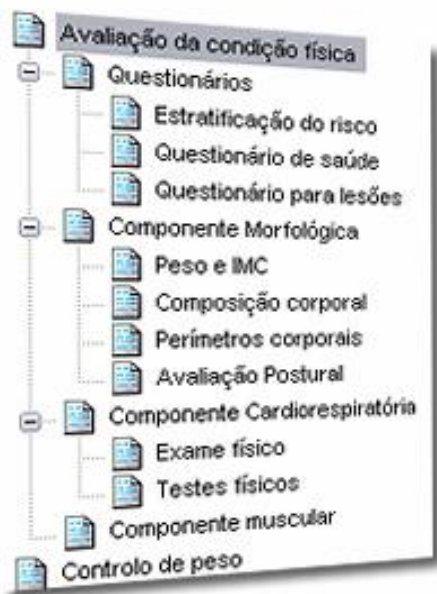 Avaliação da condição física
Questionários
Estratificação do risco
Questionário de saúde
Questionário para lesões
Componente Morfológica
Peso e IMC
Composição corporal
Perímetros corporais
Avaliação Postural
Componente Cardiorespiratória
Exame físico
Testes físicos
Componente muscular
Controlo de peso